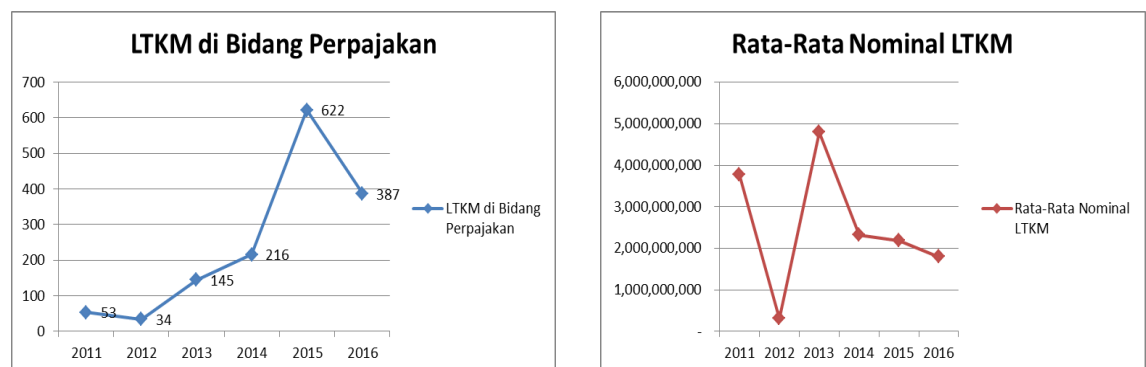 LTKM di Bidang Perpajakan
700
600
500
400
300
200
100
0
53
34
145
216
622
387
2011 2012 2013 2014 2015 2016
LTKM di Bidang
Perpajakan
Rata-Rata Nominal LTKM
6,000,000,000
5,000,000,000
4,000,000,000
3,000,000,000
2,000,000,000
1,000,000,000
-
2011 2012 2013 2014 2015 2016
Rata-Rata Nominal
LTKM